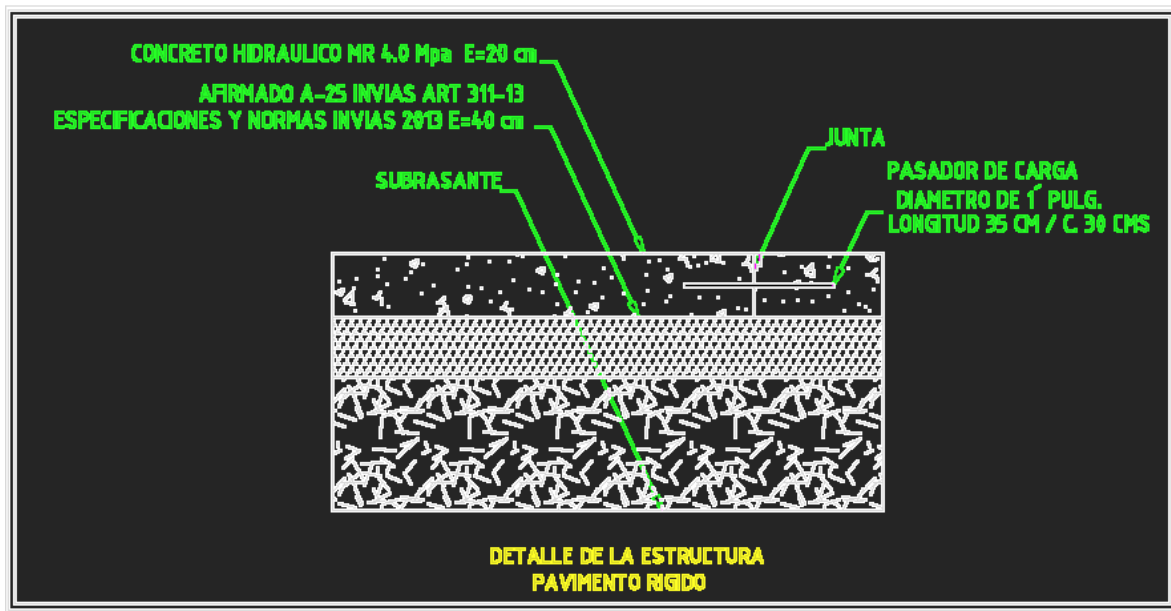 CONCRETO HIDRAULICO MR 4.0 Mpa E=20 cm
AFIRMADO A-25 INVIAS ART 311-13
ESPECIFICACIONES Y NORMAS INVIAS 2013 E=40 cm
SUBRASANTE
JUNTA
PASADOR DE CARGA
DIAMETRO DE 1´ PULG.
LONGITUD 35 CM / C. 30 CMS
DETALLE DE LA ESTRUCTURA
PAVIMENTO RIGIDO